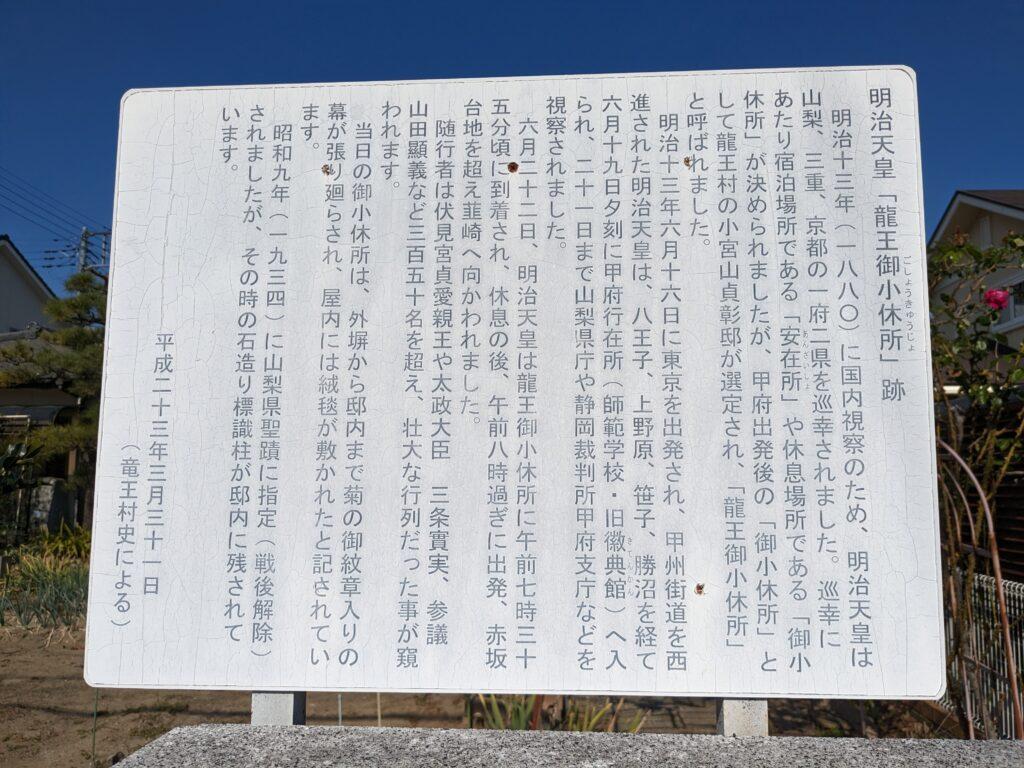 明治天皇「龍王御小休所」跡
ごしょうきゅうじょ
明治十三年（一八八〇）に国内視察のため、明治天皇は
山梨、三重、京都の一府二県を巡幸されました。巡幸に
あたり宿泊場所である「安在所」や休息場所である「御小
あんざいしょ
休所」が決められましたが、甲府出発後の「御小休所」と
して龍王村の小宮山貞彰邸が選定され、「龍王御小休所」
と呼ばれました。
明治十三年六月十六日に東京を出発され、甲州街道を西
進された明治天皇は、八王子、上野原、笹子、勝沼を経て
六月十九日夕刻に甲府行在所（師範学校・旧徽典館）へ入
きてんかん
られ、二十一日まで山梨県庁や静岡裁判所甲府支庁などを
視察されました。
六月二十二日、明治天皇は龍王御小休所に午前七時三十
五分頃に到着され、休息の後、午前八時過ぎに出発、赤坂
台地を超え韮崎へ向かわれました。
随行者は伏見宮貞愛親王や太政大臣　三条實実、参議
山田顯義など三百五十名を超え、壮大な行列だった事が窺
われます。
当日の御小休所は、外塀から邸内まで菊の御紋章入りの
幕が張り廻らされ、屋内には絨毯が敷かれたと記されてい
ます。
昭和九年（一九三四）に山梨県聖蹟に指定（戦後解除）
されましたが、その時の石造り標識柱が邸内に残されて
います。
平成二十三年三月三十一日
（竜王村史による）